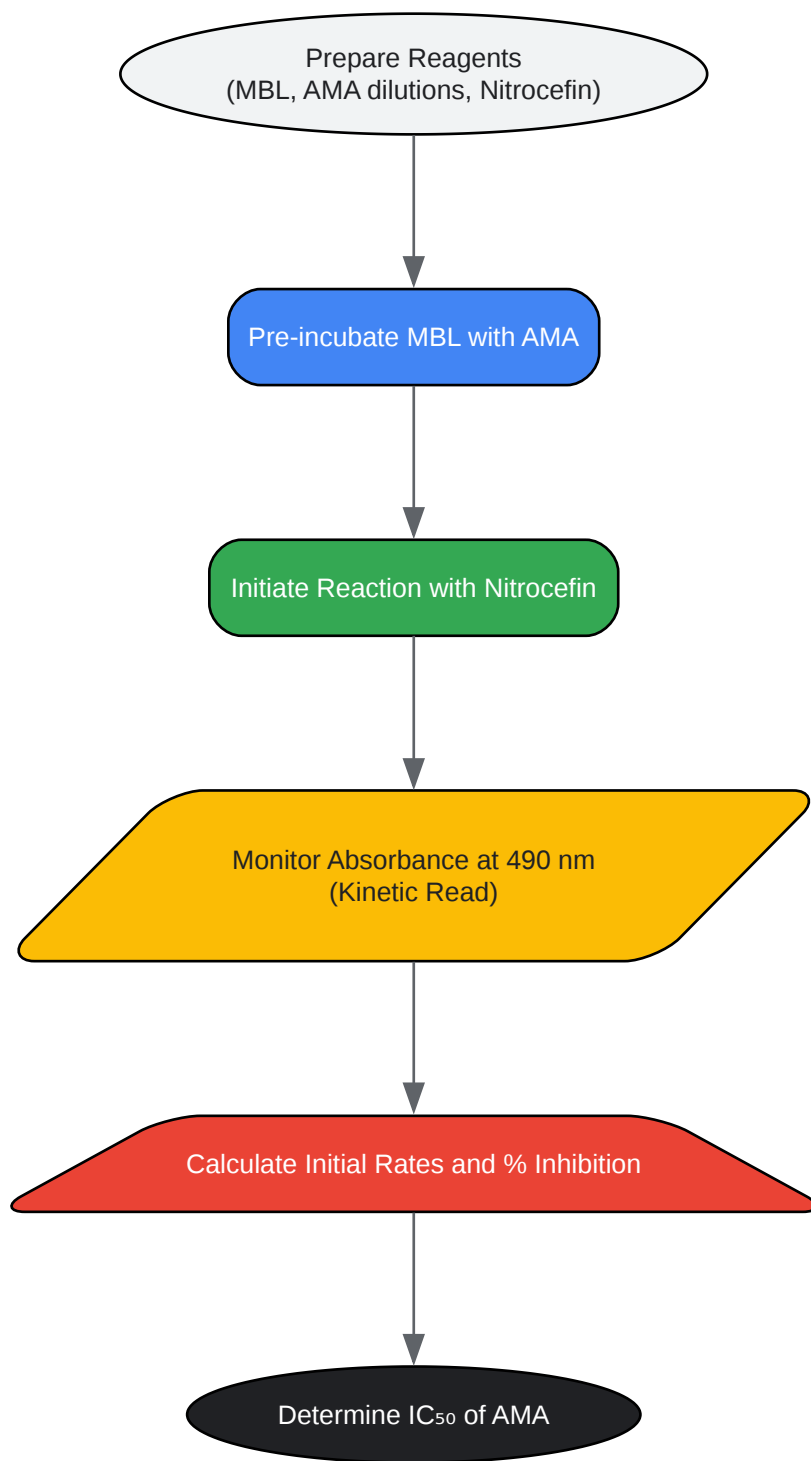 Prepare Reagents
(MBL, AMA dilutions, Nitrocefin)
Pre-incubate MBL with AMA
Initiate Reaction with Nitrocefin
Monitor Absorbance at 490 nm
(Kinetic Read)
Calculate Initial Rates and % Inhibition
Determine IC₅₀ of AMA